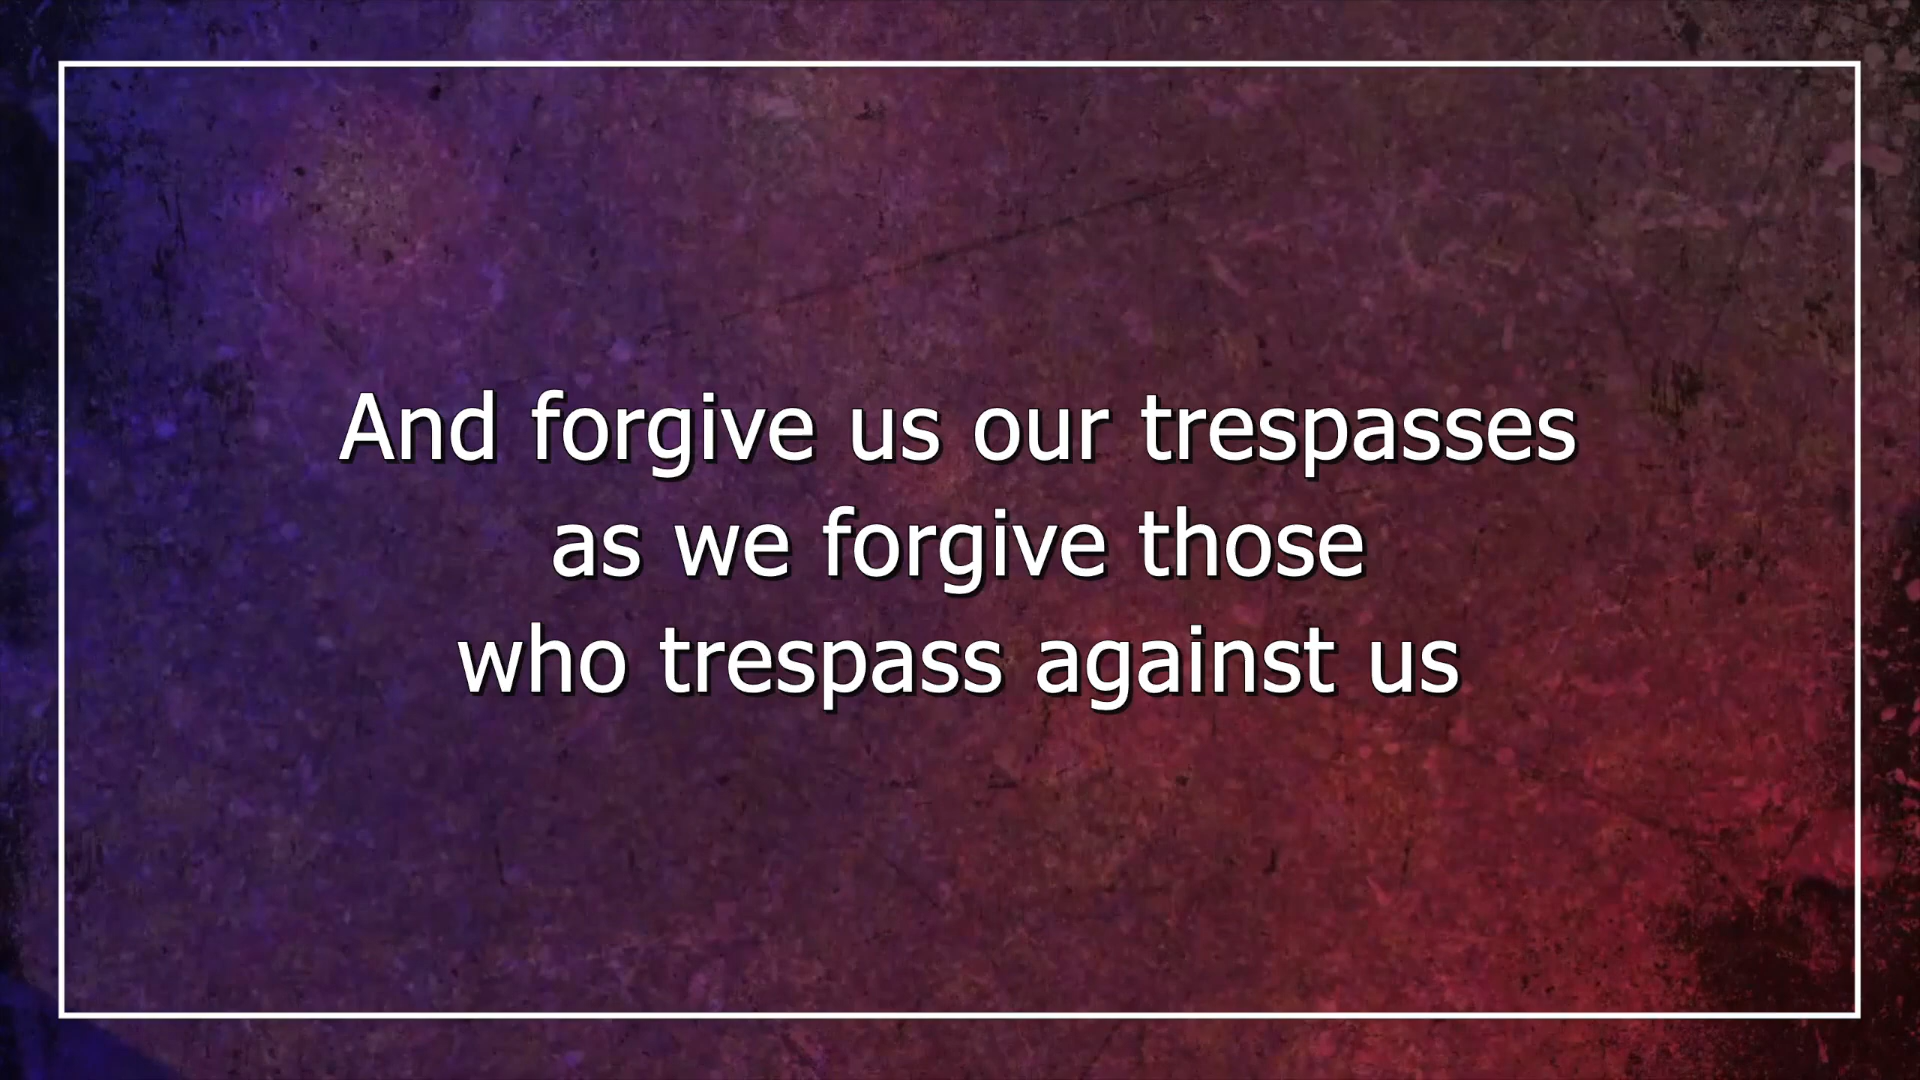 And forgive us our trespasses
as we forgive those
who trespass against us